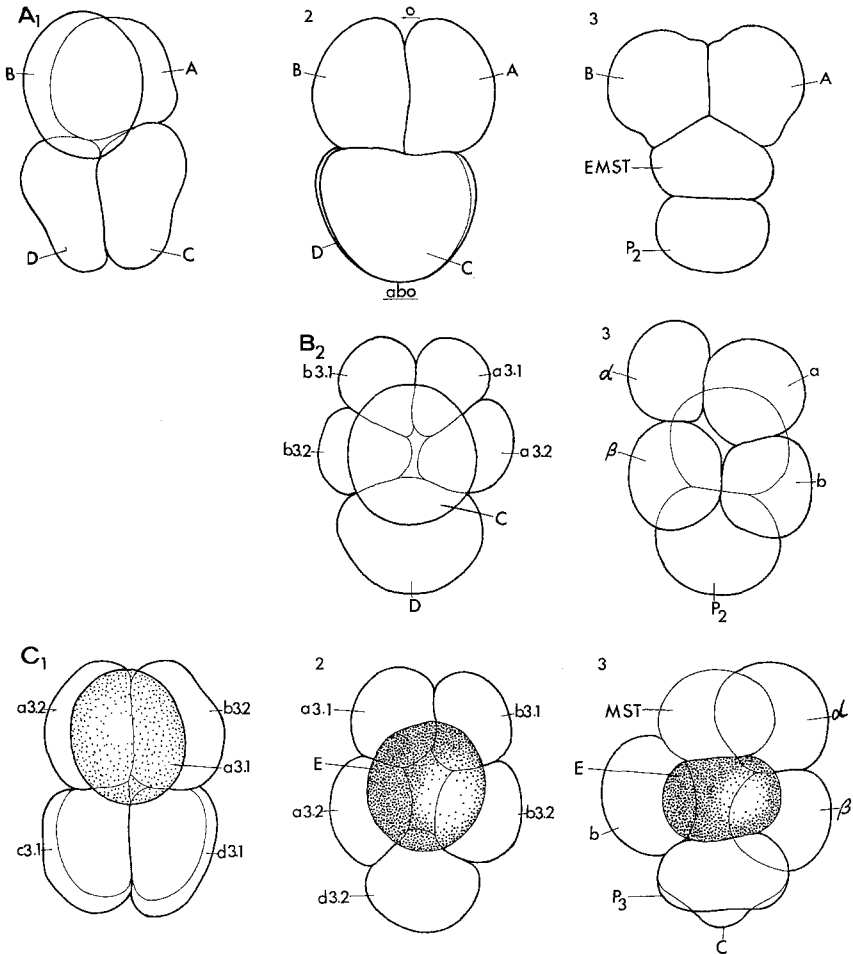 A1
B
A
D
C
2
o
B
A
D
C
abo
3
B
A
EMST
P2
B2
b3.1
a3.1
b3.2
a3.2
C
D
3
α
a
β
b
P2
C1
a3.2
b3.2
a3.1
c3.1
d3.1
2
a3.1
b3.1
E
a3.2
b3.2
d3.2
3
MST
α
E
b
β
P3
C